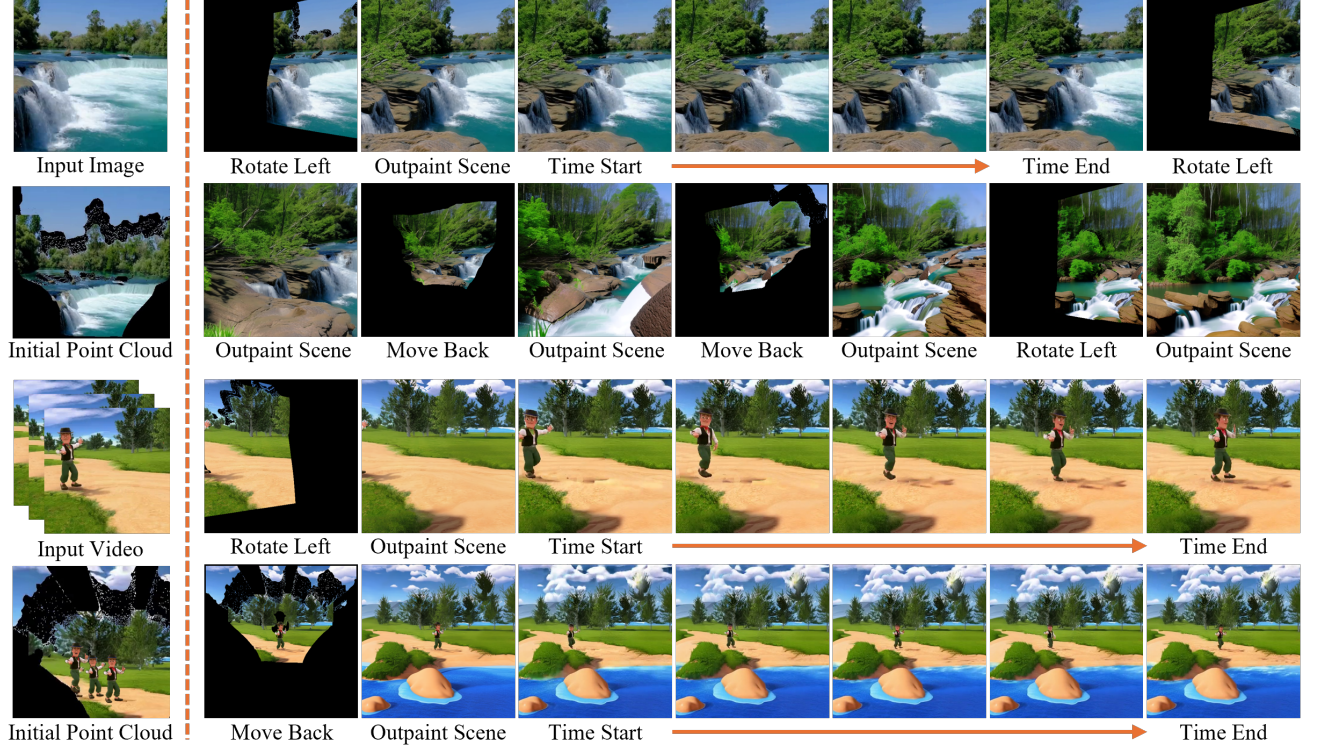 Input Image
Rotate Left
Outpaint Scene
Time Start
Time End
Rotate Left
Initial Point Cloud
Outpaint Scene
Move Back
Outpaint Scene
Move Back
Outpaint Scene
Rotate Left
Outpaint Scene
Input Video
Rotate Left
Outpaint Scene
Time Start
Time End
Initial Point Cloud
Move Back
Outpaint Scene
Time Start
Time End